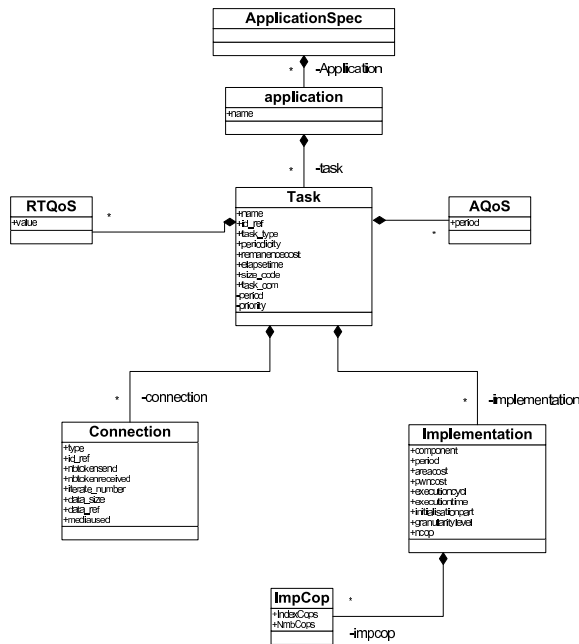 ApplicationSpec
* -Application
application
+name
* -task
RTQoS
+value
*
Task
+name
+id_ref
+task_type
+periodicity
+remanencecost
+elapsetime
+size_code
+task_com
-period
-priority
AQoS
+period
*
* -connection
* -implementation
Connection
+type
+id_ref
+nbtokensend
+nbtokenreceived
+iterate_number
+data_size
+data_ref
+mediaused
Implementation
+component
+period
+areacost
+pwrcost
+executioncycl
+executiontime
+initialisationpart
+granularitylevel
+ncop
ImpCop
+IndexCops
+NmbCops
*
-impcop